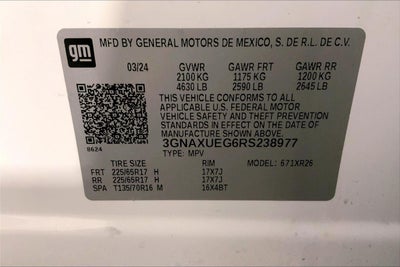 gm
MFD BY GENERAL MOTORS DE MEXICO, S. DE R.L. DE C.V.
03/24 GVWR GAWR FRT GAWR RR
2100 KG 1175 KG 1200 KG
4630 LB 2590 LB 2645 LB
THIS VEHICLE CONFORMS TO ALL
APPLICABLE U.S. FEDERAL MOTOR
VEHICLE SAFETY, BUMPER, AND
THEFT PREVENTION STANDARDS
IN EFFECT ON THE DATE OF
MANUFACTURE SHOWN ABOVE.
3GNAXUEG6RS238977
8624
TYPE: MPV MODEL: 671XR26
TIRE SIZE RIM
FRT 225/65R17 H 17X7J
RR 225/65R17 H 17X7J
SPA T135/70R16 M 16X4BT